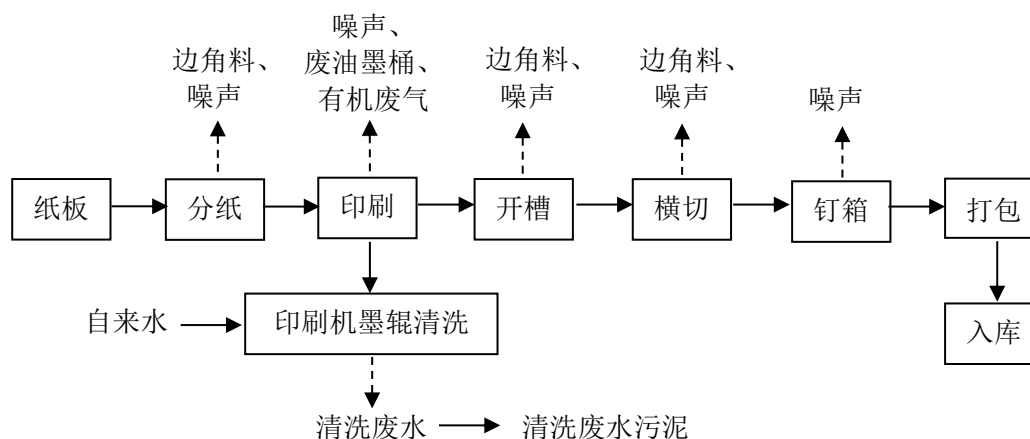 噪声、
边角料、
噪声
废油墨桶、
有机废气
边角料、
噪声
边角料、
噪声
噪声
纸板
分纸
印刷
开槽
横切
钉箱
打包
自来水
印刷机墨辊清洗
入库
清洗废水
清洗废水污泥